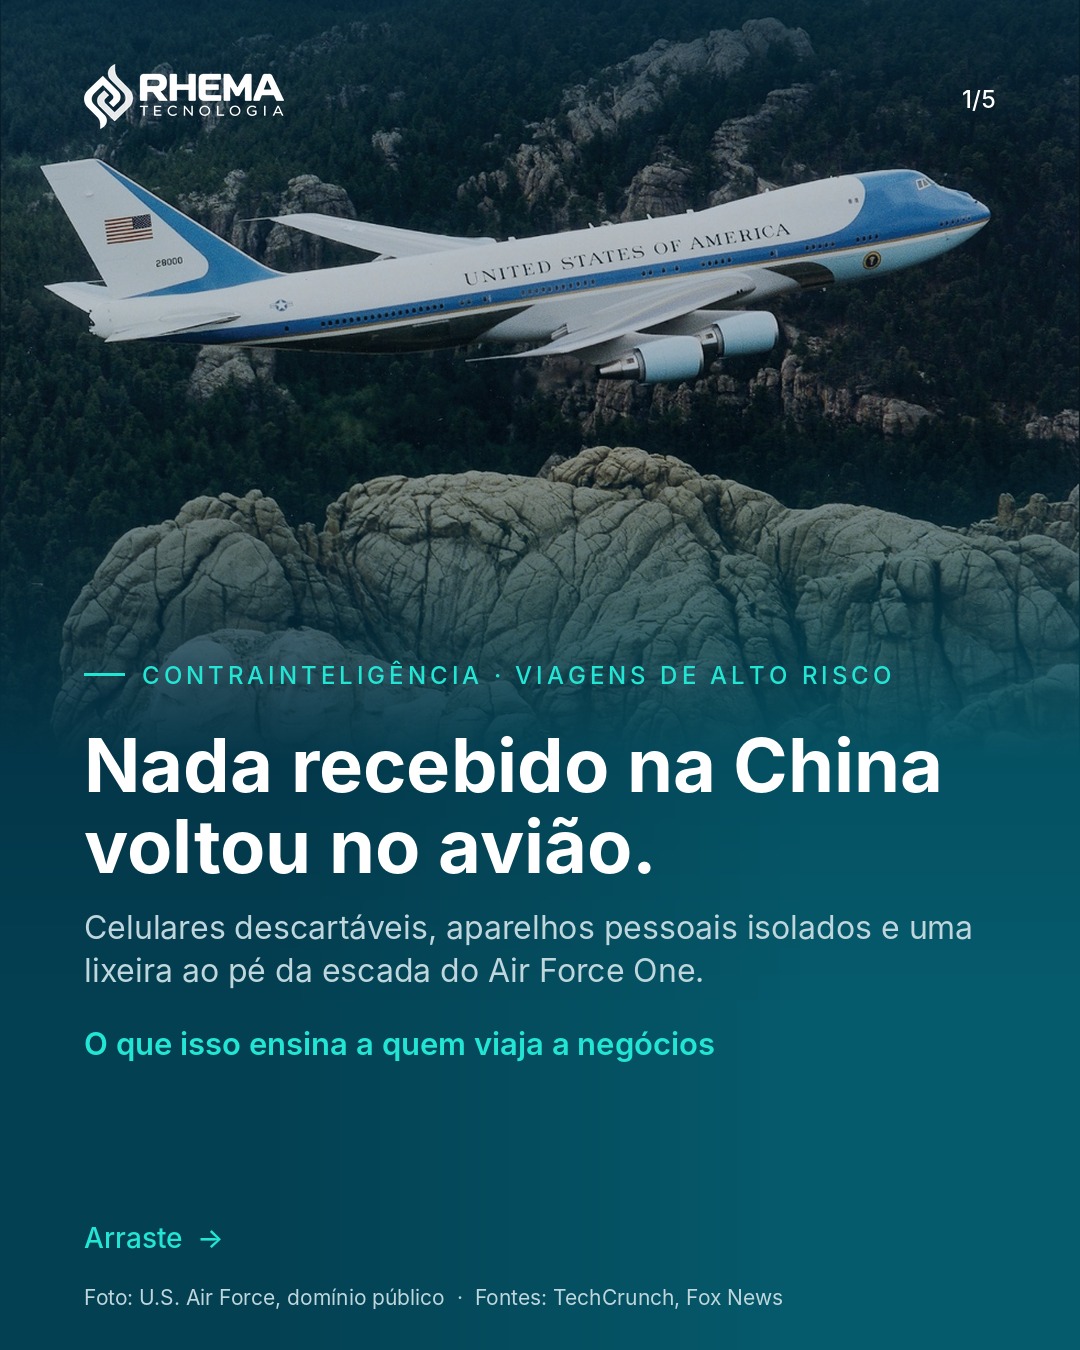 RHEMA
TECNOLOGIA
1/5
28000
UNITED STATES OF AMERICA
CONTRAINTELIGÊNCIA · VIAGENS DE ALTO RISCO
Nada recebido na China
voltou no avião.
Celulares descartáveis, aparelhos pessoais isolados e uma
lixeira ao pé da escada do Air Force One.
O que isso ensina a quem viaja a negócios
Arraste →
Foto: U.S. Air Force, domínio público · Fontes: TechCrunch, Fox News